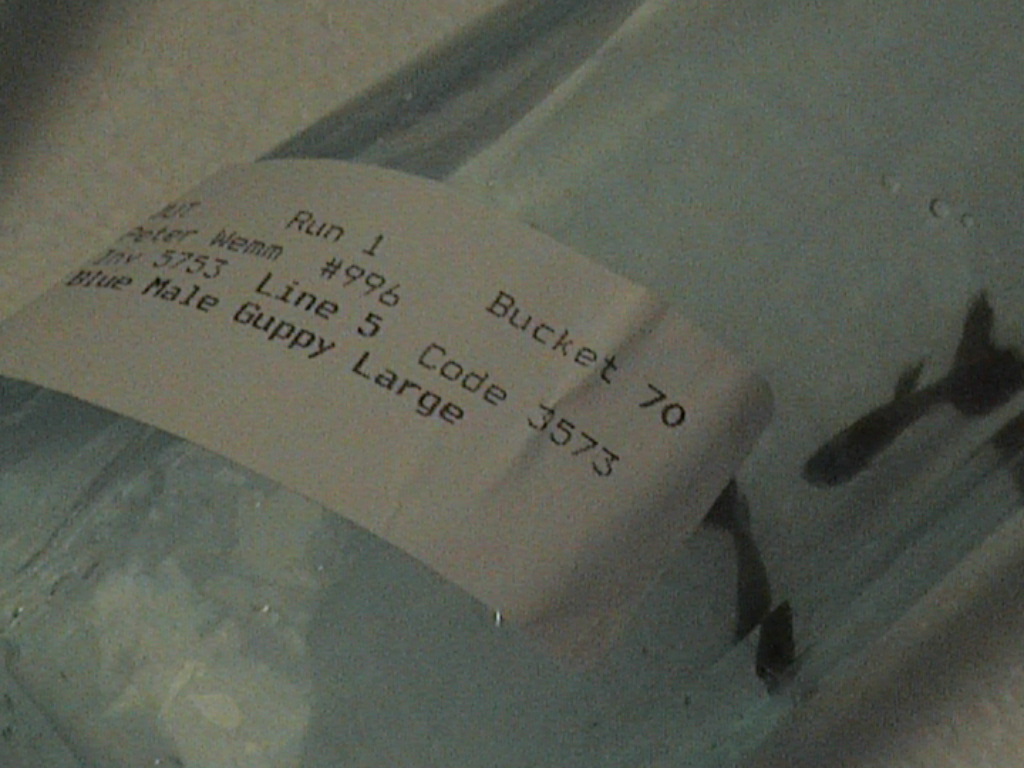 Run 1
Peter Wemm #996 Bucket 70
Inv 5753 Line 5 Code 3573
Blue Male Guppy Large